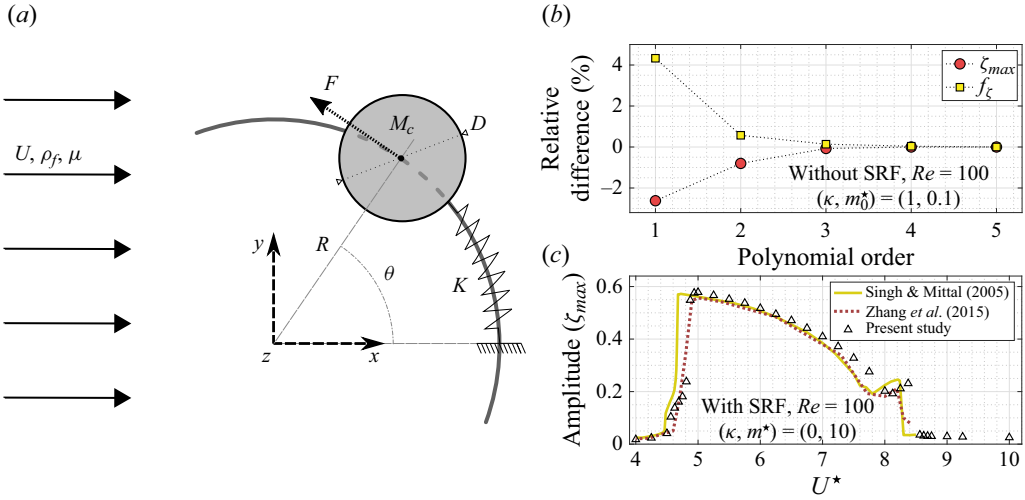 (a)
U, ρf, μ
F
Mc
D
R
θ
K
y
z
x
(b)
Relative
difference (%)
4
2
0
−2
ζmax
fζ
Without SRF, Re = 100
(κ, m0★) = (1, 0.1)
1 2 3 4 5
Polynomial order
(c)
Amplitude (ζmax)
0.6
0.4
0.2
0
Singh & Mittal (2005)
Zhang et al. (2015)
Present study
With SRF, Re = 100
(κ, m★) = (0, 10)
4 5 6 7 8 9 10
U★